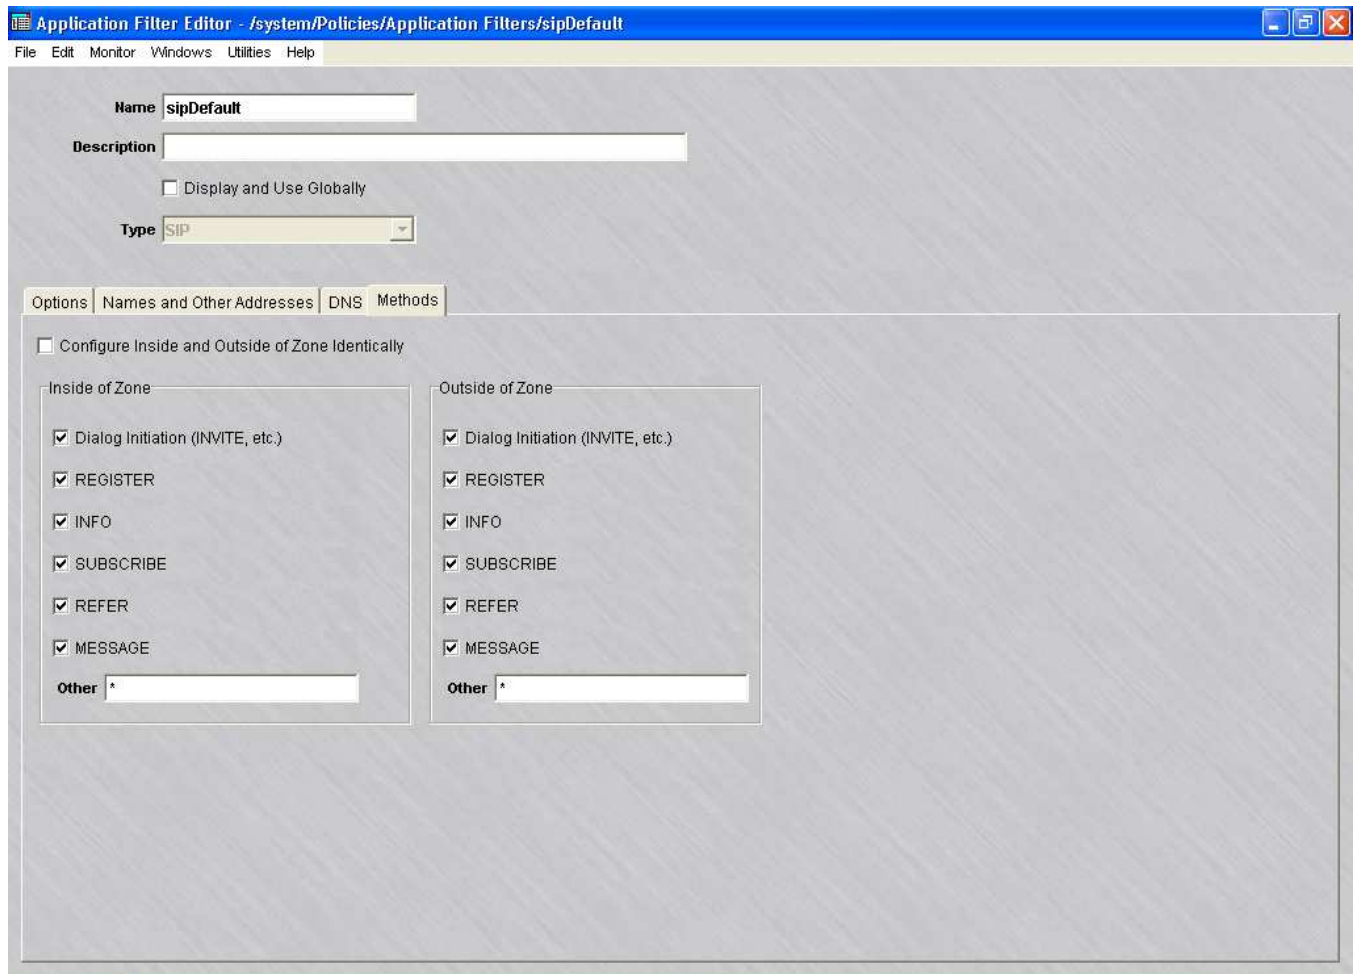 Application Filter Editor - /system/Policies/Application Filters/sipDefault
File Edit Monitor Windows Utilities Help
Name sipDefault
Description
Display and Use Globally
Type SIP
Options Names and Other Addresses DNS Methods
Configure Inside and Outside of Zone Identically
Inside of Zone
Dialog Initiation (INVITE, etc.)
REGISTER
INFO
SUBSCRIBE
REFER
MESSAGE
Other *
Outside of Zone
Dialog Initiation (INVITE, etc.)
REGISTER
INFO
SUBSCRIBE
REFER
MESSAGE
Other *